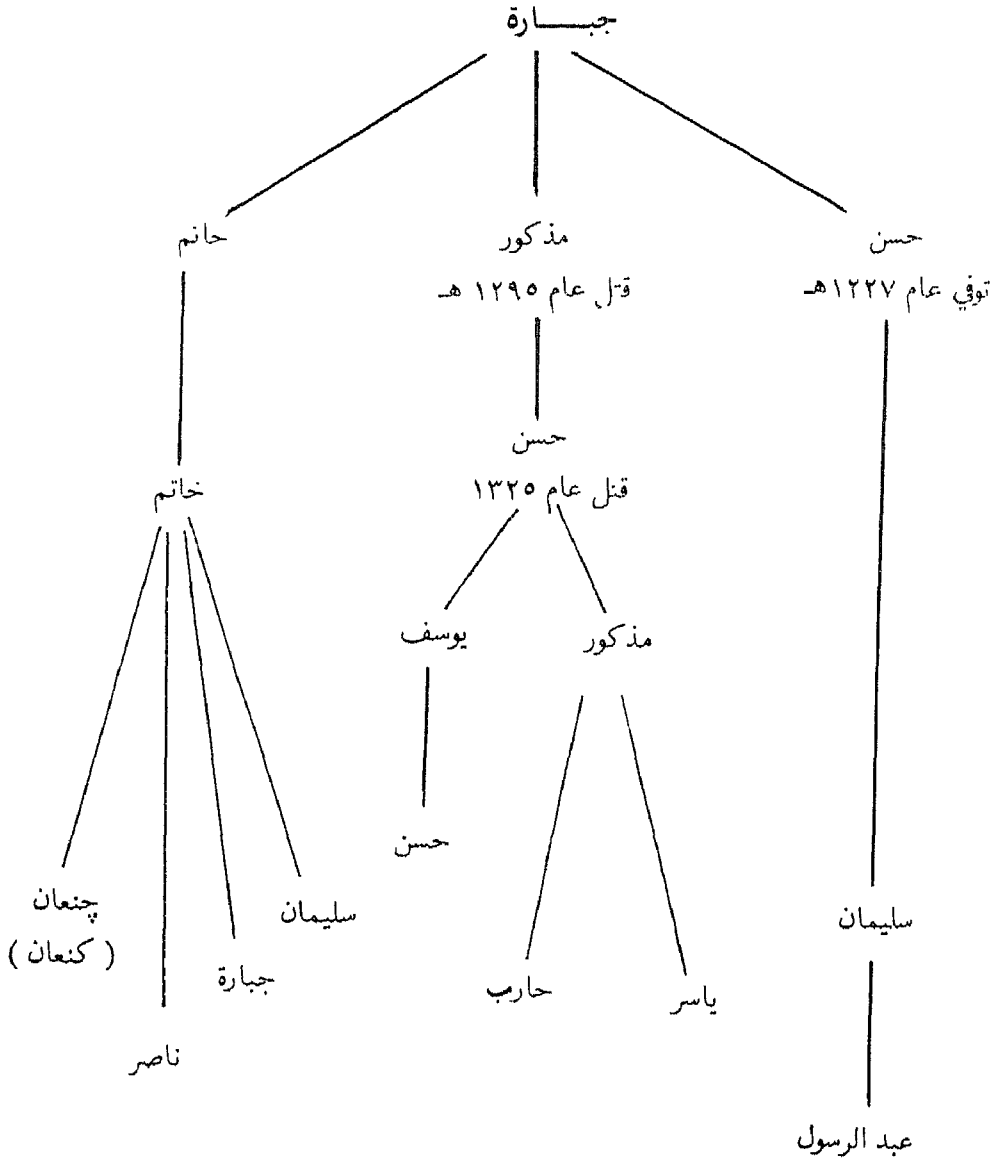 جبـــارة
حسن
توفي عام ١٢٢٧هـ
مذكور
قتل عام ١٢٩٥ هـ
حاتم
حسن
قتل عام ١٣٢٥
خاتم
مذكور
يوسف
حسن
سليمان
سليمان
چنعان
( كنعان )
جبارة
ياسر
حارب
ناصر
عبد الرسول